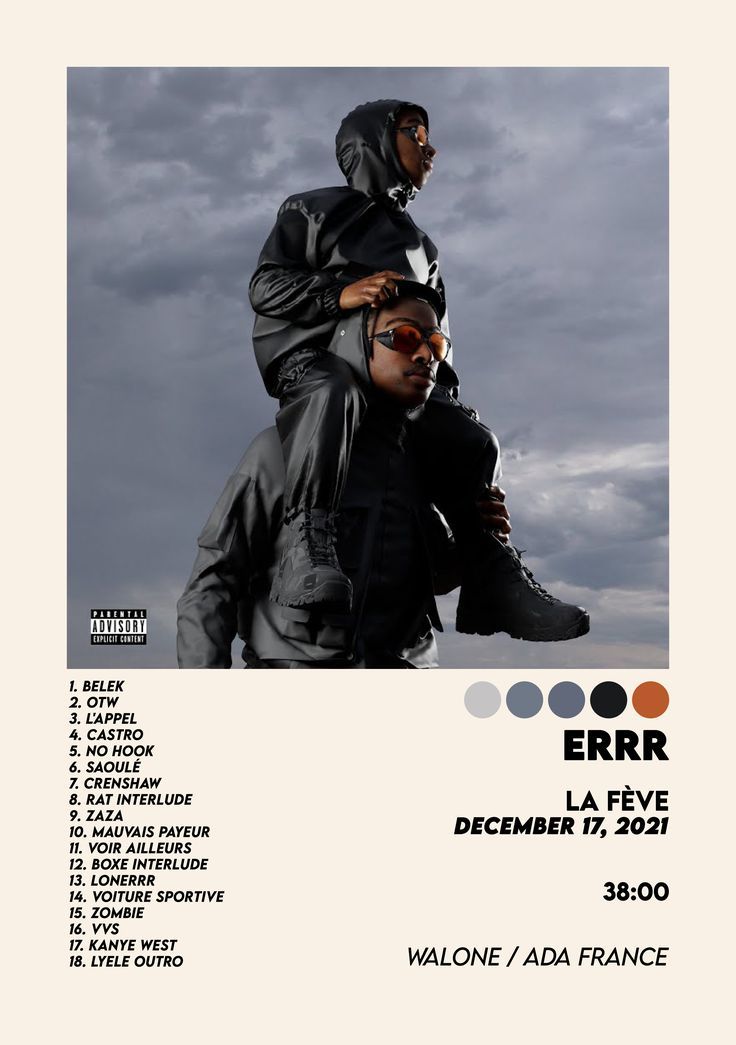 PARENTAL
ADVISORY
EXPLICIT CONTENT
1. BELEK
2. OTW
3. L'APPEL
4. CASTRO
5. NO HOOK
6. SAOULÉ
7. CRENSHAW
8. RAT INTERLUDE
9. ZAZA
10. MAUVAIS PAYEUR
11. VOIR AILLEURS
12. BOXE INTERLUDE
13. LONERRR
14. VOITURE SPORTIVE
15. ZOMBIE
16. VVS
17. KANYE WEST
18. LYELE OUTRO
ERRR
LA FÈVE
DECEMBER 17, 2021
38:00
WALONE / ADA FRANCE